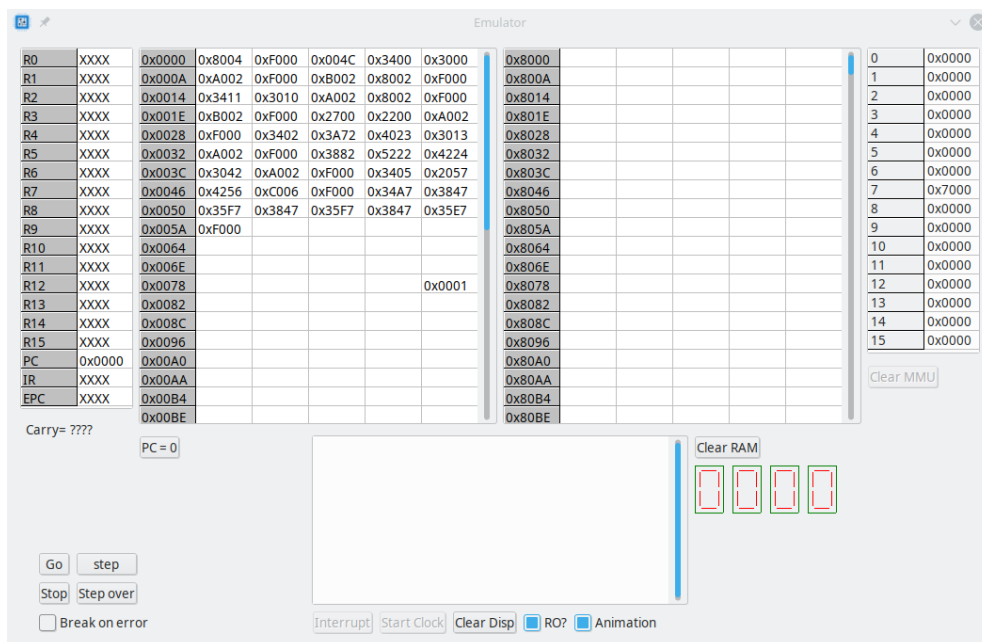 Emulator
R0 XXXX 0x0000 0x8004 0xF000 0x004C 0x3400 0x3000 0x8000 0 0x0000
R1 XXXX 0x000A 0xA002 0xF000 0xB002 0x8002 0xF000 0x800A 1 0x0000
R2 XXXX 0x0014 0x3411 0x3010 0xA002 0x8002 0xF000 0x8014 2 0x0000
R3 XXXX 0x001E 0xB002 0xF000 0x2700 0x2200 0xA002 0x801E 3 0x0000
R4 XXXX 0x0028 0xF000 0x3402 0x3A72 0x4023 0x3013 0x8028 4 0x0000
R5 XXXX 0x0032 0xA002 0xF000 0x3882 0x5222 0x4224 0x8032 5 0x0000
R6 XXXX 0x003C 0x3042 0xA002 0xF000 0x3405 0x2057 0x803C 6 0x0000
R7 XXXX 0x0046 0x4256 0xC006 0xF000 0x34A7 0x3847 0x8046 7 0x7000
R8 XXXX 0x0050 0x35F7 0x3847 0x35F7 0x3847 0x35E7 0x8050 8 0x0000
R9 XXXX 0x005A 0xF000 0x805A 9 0x0000
R10 XXXX 0x0064 0x8064 10 0x0000
R11 XXXX 0x006E 0x806E 11 0x0000
R12 XXXX 0x0078 0x0001 0x8078 12 0x0000
R13 XXXX 0x0082 0x8082 13 0x0000
R14 XXXX 0x008C 0x808C 14 0x0000
R15 XXXX 0x0096 0x8096 15 0x0000
PC 0x0000 0x00A0 0x80A0
IR XXXX 0x00AA 0x80AA Clear MMU
EPC XXXX 0x00B4 0x80B4
0x00BE 0x80BE
Carry= ????
PC = 0 Clear RAM
0000
Go step
Stop Step over
Break on error Interrupt Start Clock Clear Disp RO? Animation